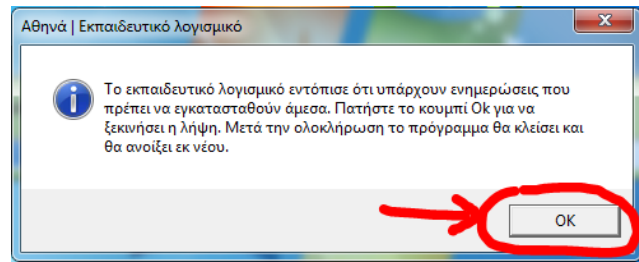 Αθηνά | Εκπαιδευτικό λογισμικό
Το εκπαιδευτικό λογισμικό εντόπισε ότι υπάρχουν ενημερώσεις που
πρέπει να εγκατασταθούν άμεσα. Πατήστε το κουμπί Ok για να
ξεκινήσει η λήψη. Μετά την ολοκλήρωση το πρόγραμμα θα κλείσει και
θα ανοίξει εκ νέου.
OK